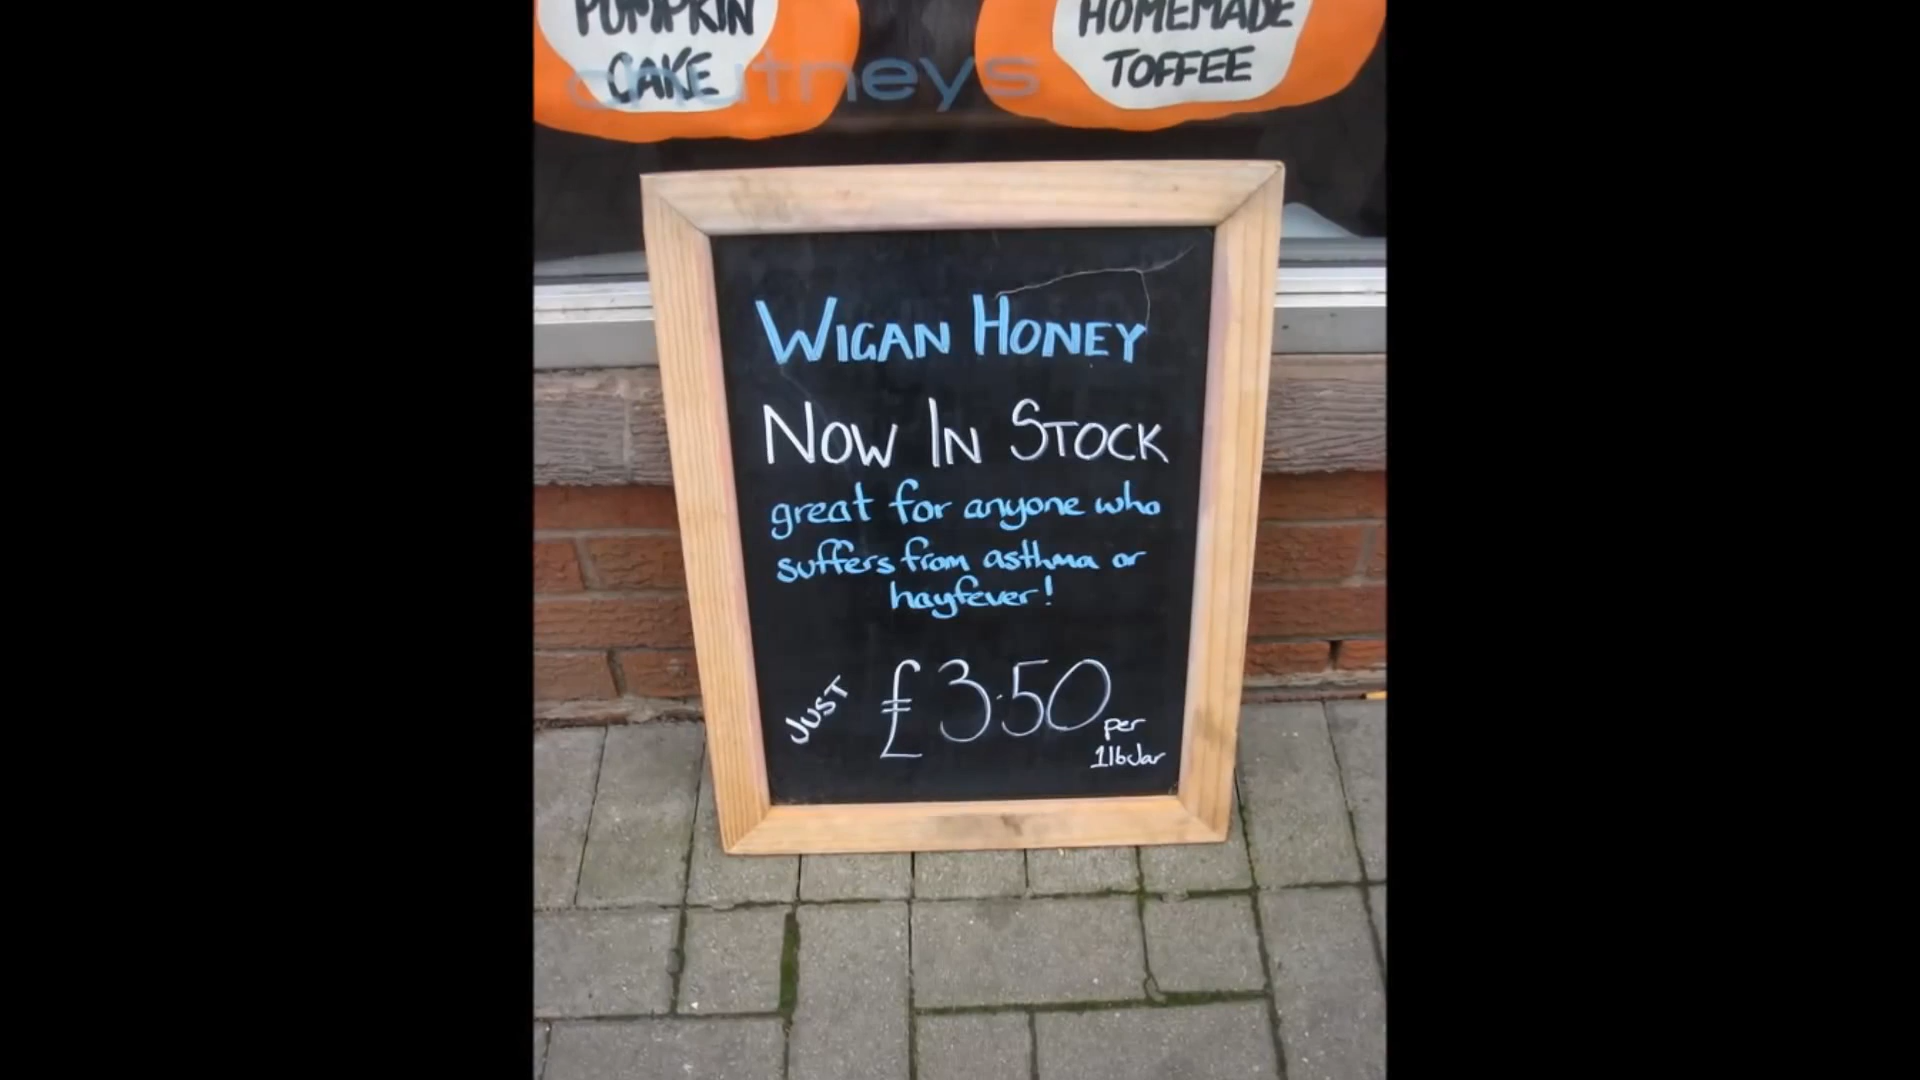 PUMPKIN
CAKE
HOMEMADE
TOFFEE
chutneys
WIGAN HONEY
NOW IN STOCK
great for anyone who
suffers from asthma or
hayfever!
JUST £3.50 per
1lb Jar